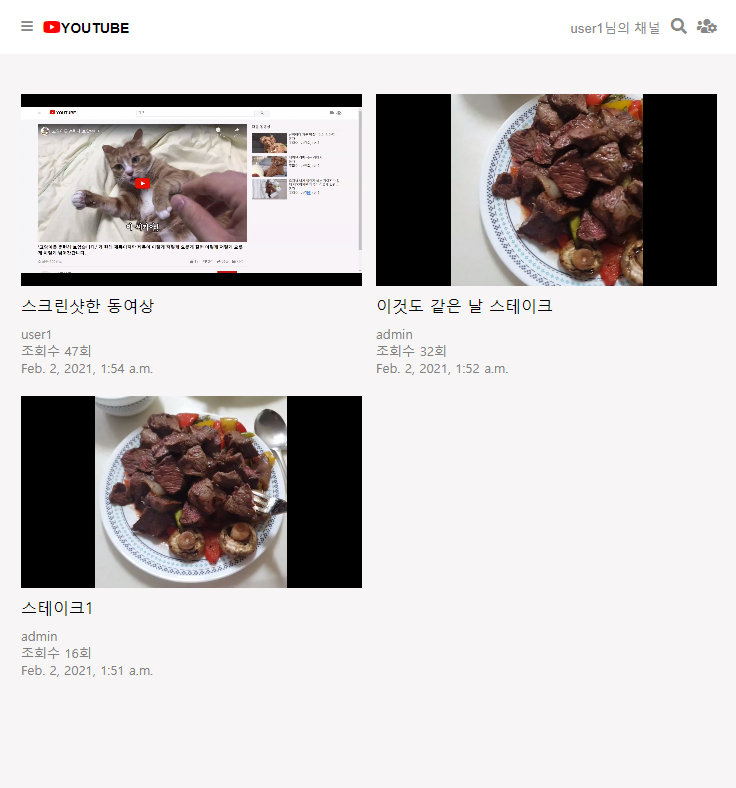 YOUTUBE
user1님의 채널
YOUTUBE
스크린샷한 동여상
user1
조회수 47회
Feb. 2, 2021, 1:54 a.m.
이것도 같은 날 스테이크
admin
조회수 32회
Feb. 2, 2021, 1:52 a.m.
스테이크1
admin
조회수 16회
Feb. 2, 2021, 1:51 a.m.